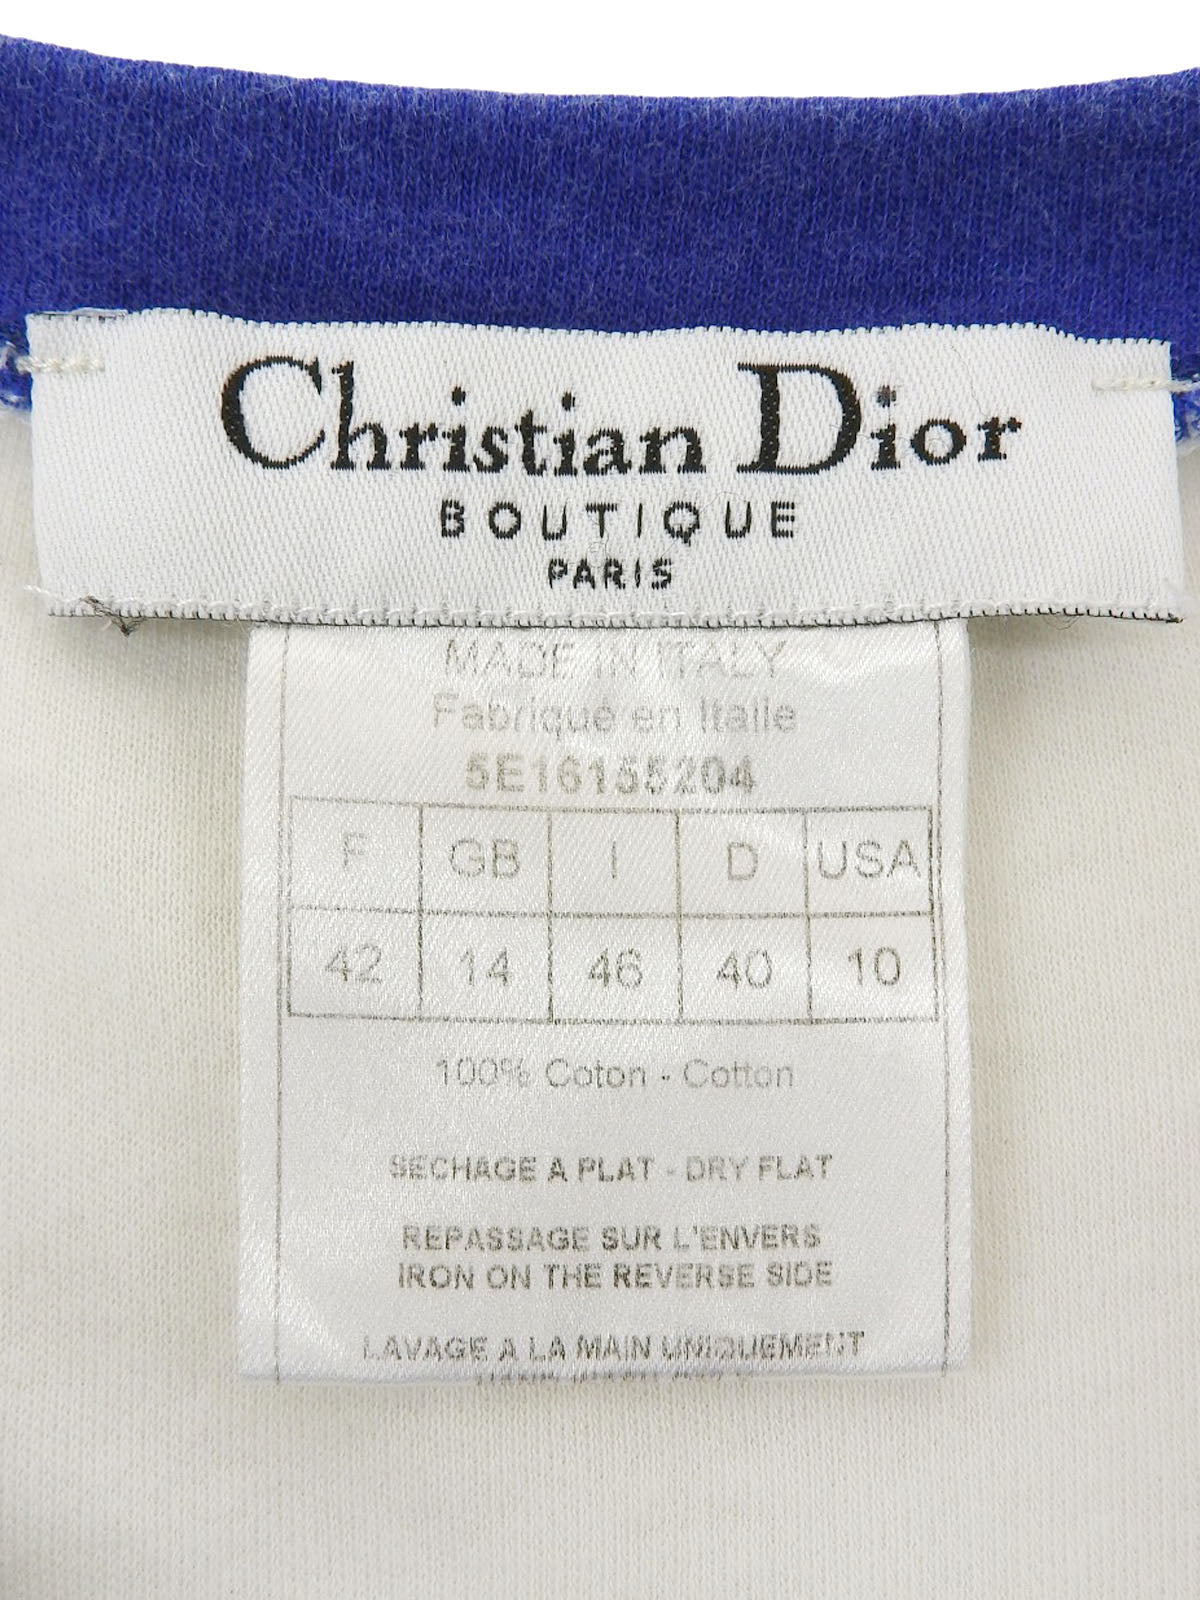 Christian Dior
BOUTIQUE
PARIS
MADE IN ITALY
Fabriqué en Italie
5E16155204
F GB I D USA
42 14 46 40 10
100% Coton - Cotton
SECHAGE A PLAT - DRY FLAT
REPASSAGE SUR L'ENVERS
IRON ON THE REVERSE SIDE
LAVAGE A LA MAIN UNIQUEMENT